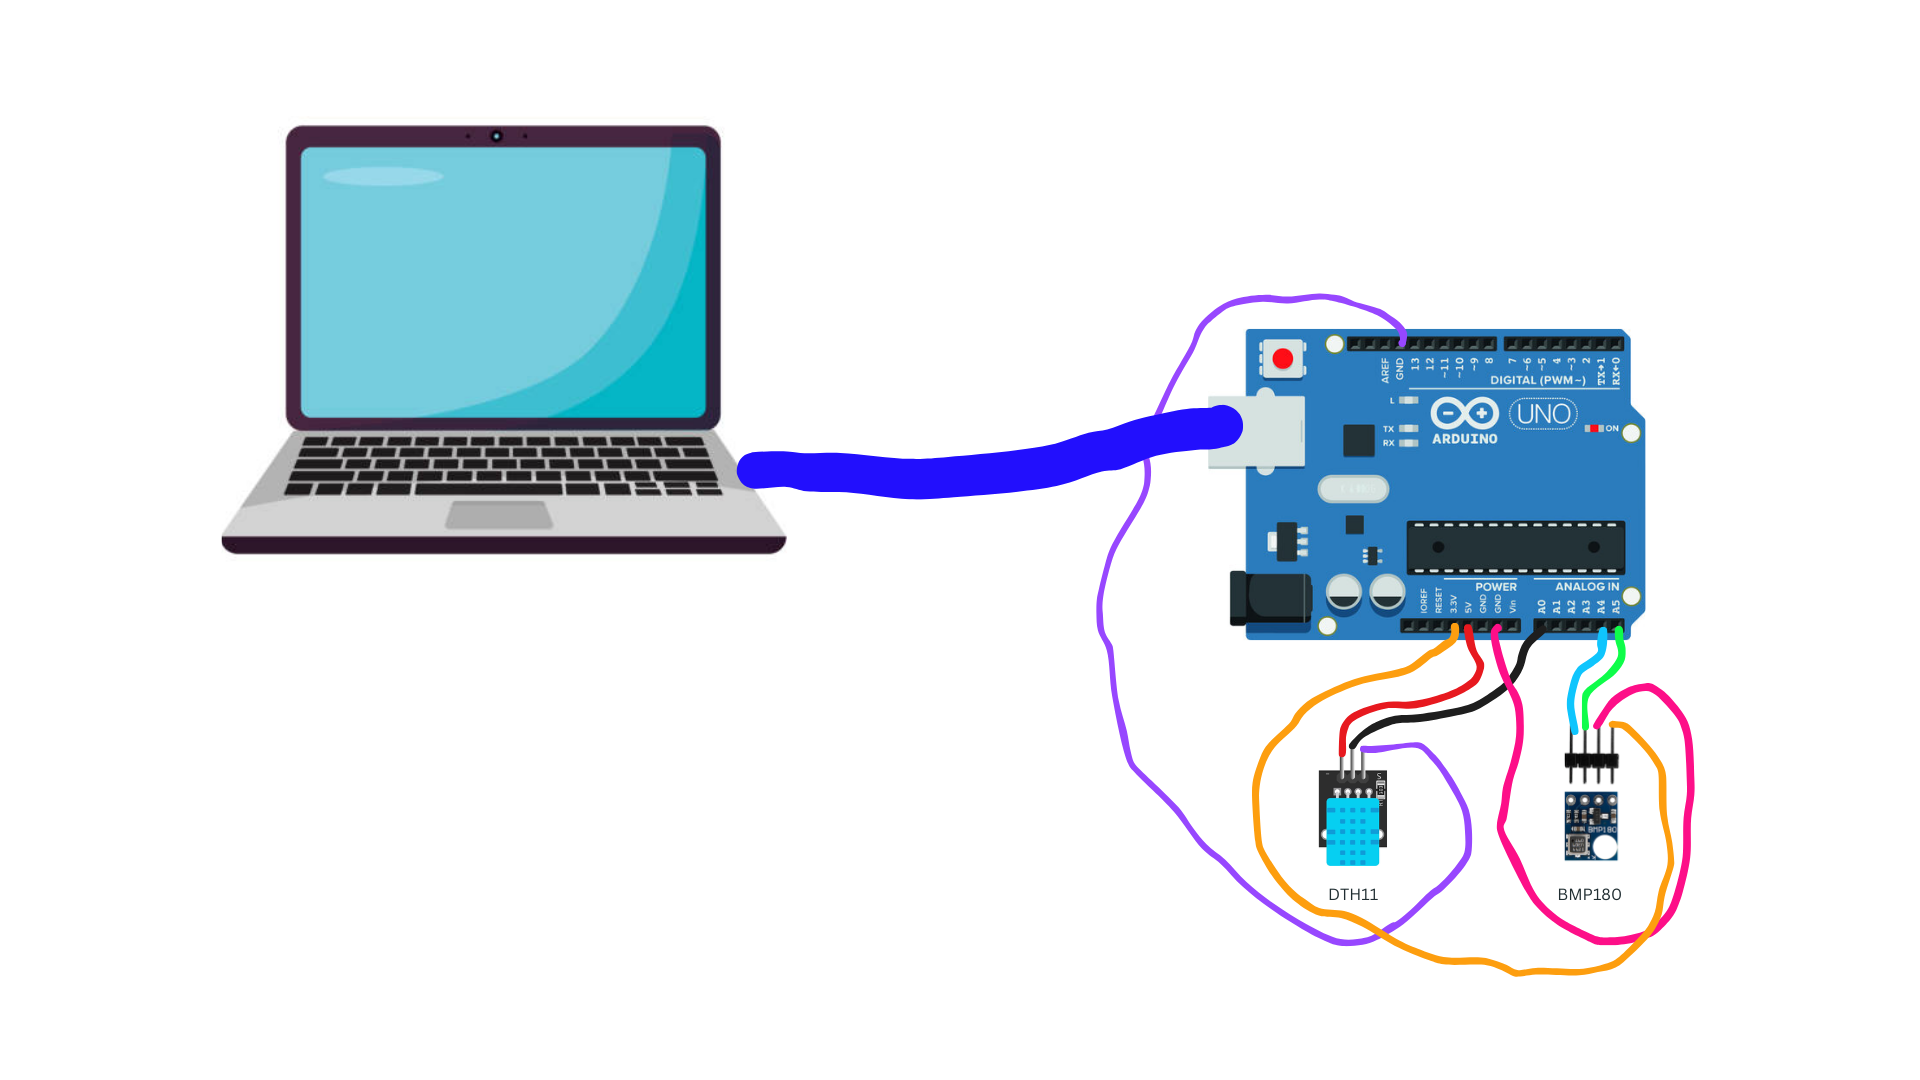 AREF
GND
13
12
~11
~10
~9
8
7
~6
~5
4
~3
2
TX→1
RX←0
DIGITAL (PWM~)
L
TX
RX
ARDUINO
UNO
ON
POWER
ANALOG IN
IOREF
RESET
3.3V
5V
GND
GND
Vin
A0
A1
A2
A3
A4
A5
S
BMP180
DTH11
BMP180